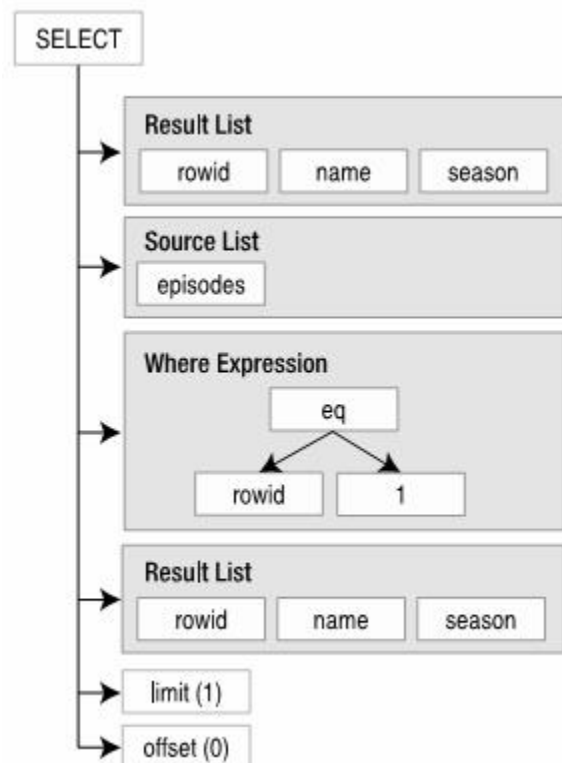 SELECT
Result List
rowid name season
Source List
episodes
Where Expression
eq
rowid 1
Result List
rowid name season
limit (1)
offset (0)